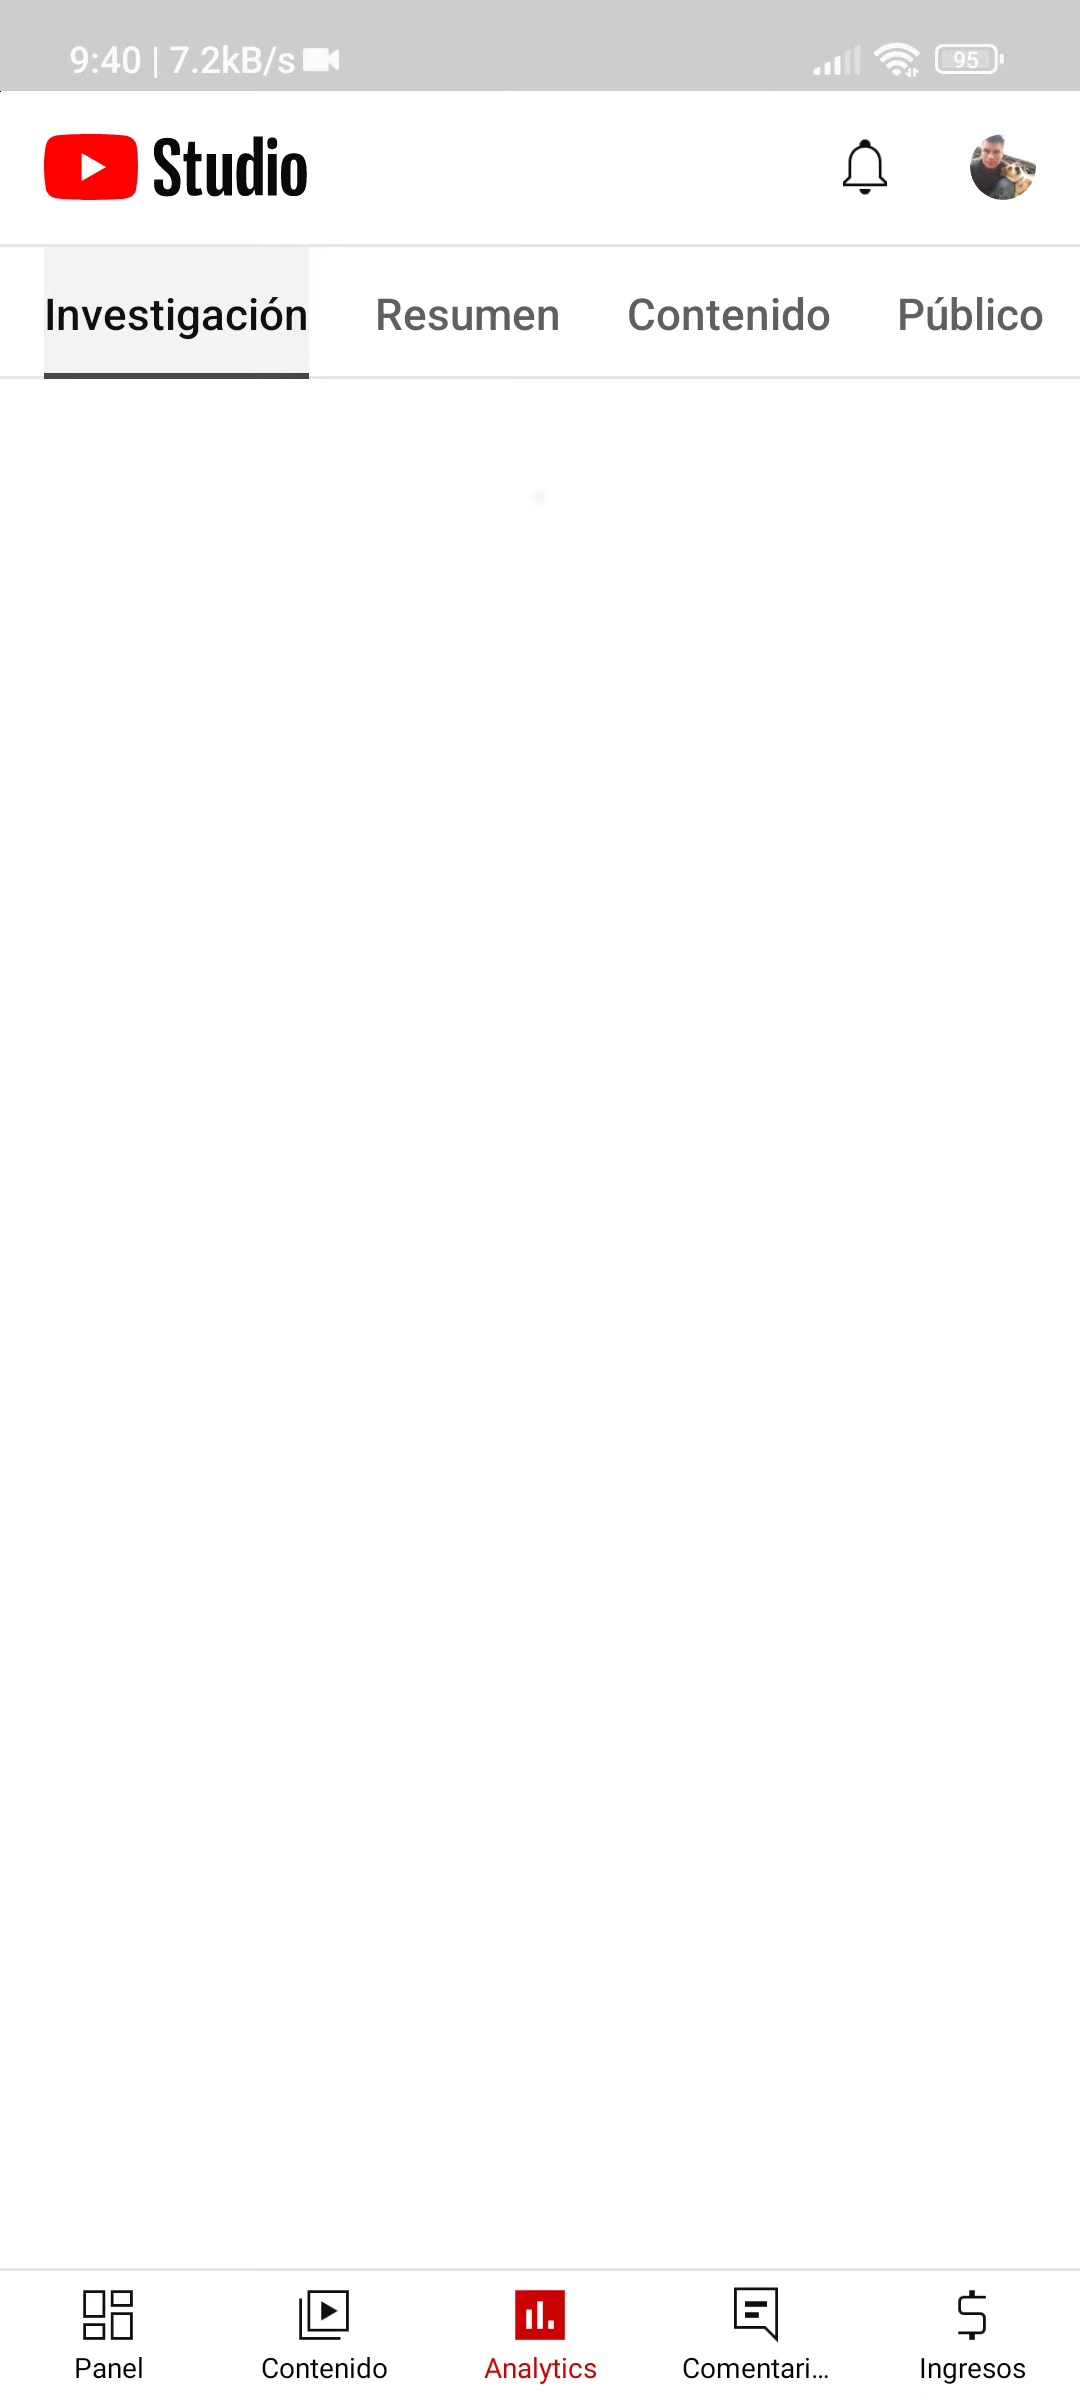 9:40 | 7.2kB/s
95
Studio
Investigación Resumen Contenido Público
Panel Contenido Analytics Comentari... Ingresos